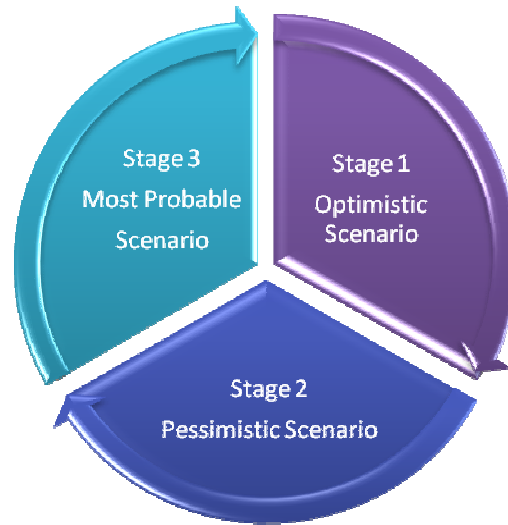 Stage 1
Optimistic
Scenario
Stage 2
Pessimistic Scenario
Stage 3
Most Probable
Scenario